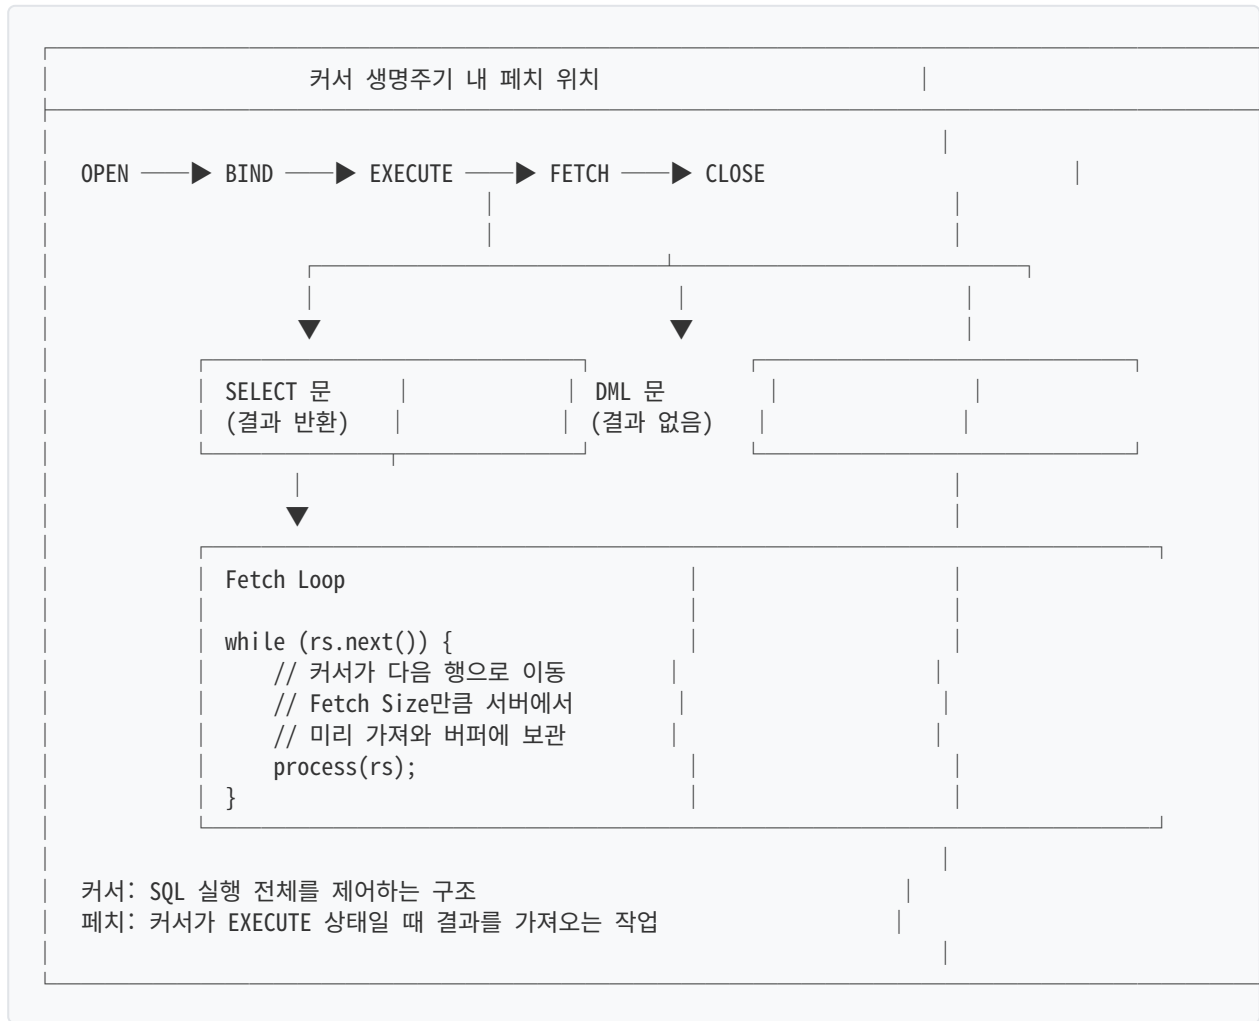 커서 생명주기 내 페치 위치
OPEN ──▶ BIND ──▶ EXECUTE ──▶ FETCH ──▶ CLOSE
SELECT 문 DML 문
(결과 반환) (결과 없음)
Fetch Loop
while (rs.next()) {
// 커서가 다음 행으로 이동
// Fetch Size만큼 서버에서
// 미리 가져와 버퍼에 보관
process(rs);
}
커서: SQL 실행 전체를 제어하는 구조
페치: 커서가 EXECUTE 상태일 때 결과를 가져오는 작업